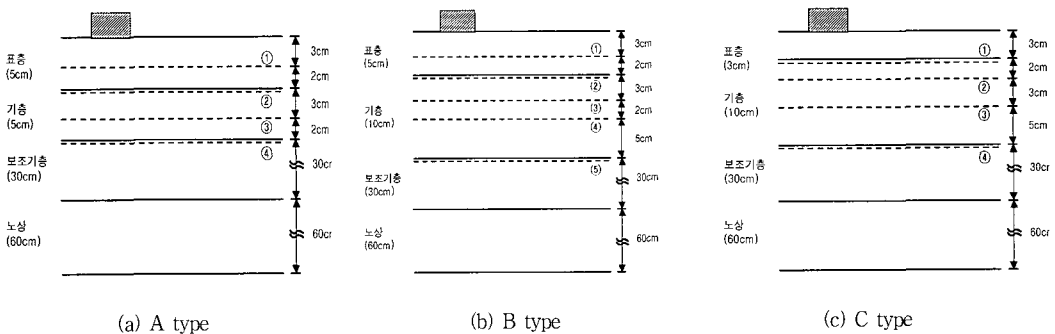 표층
(5cm)
①
3cm
2cm
②
기층
(5cm)
③
3cm
2cm
④
보조기층
(30cm)
30cr
노상
(60cm)
60cr
(a) A type
표층
(5cm)
①
3cm
2cm
(2)
기층
(10cm)
③
④
3cm
2cm
5cm
(5)
보조기층
(30cm)
30cm
노상
(60cm)
60cm
(b) B type
표층
(3cm)
①
3cm
2cm
②
기층
(10cm)
③
3cm
5cm
④
보조기층
(30cm)
30cm
노상
(60cm)
60cm
(c) C type